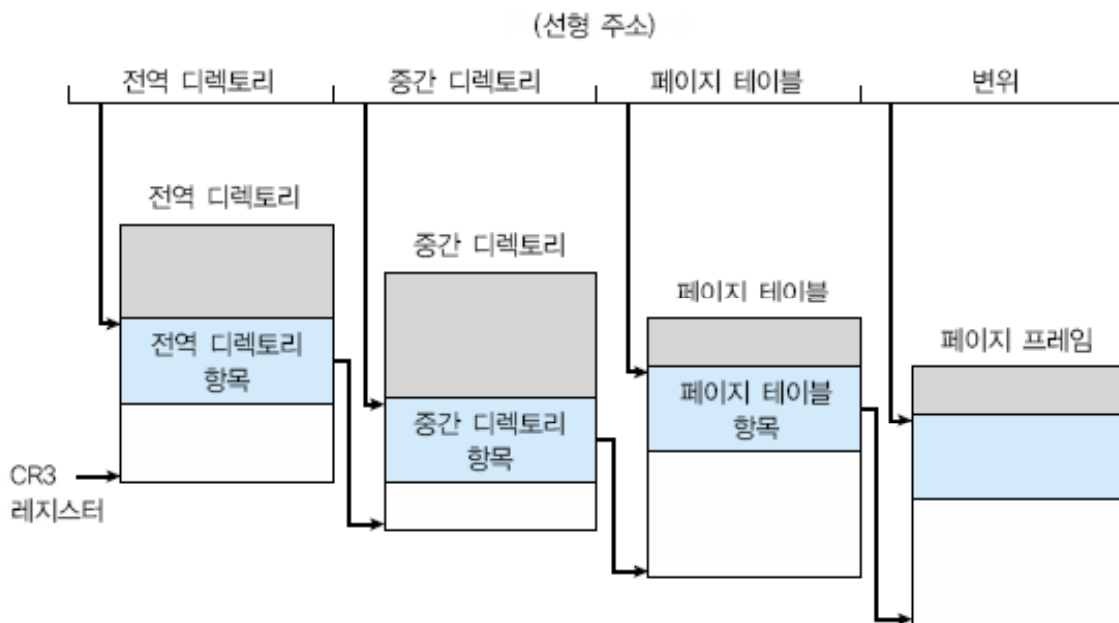 (선형 주소)
전역 디렉토리
중간 디렉토리
페이지 테이블
변위
전역 디렉토리
중간 디렉토리
페이지 테이블
페이지 프레임
전역 디렉토리
항목
중간 디렉토리
항목
페이지 테이블
항목
CR3
레지스터